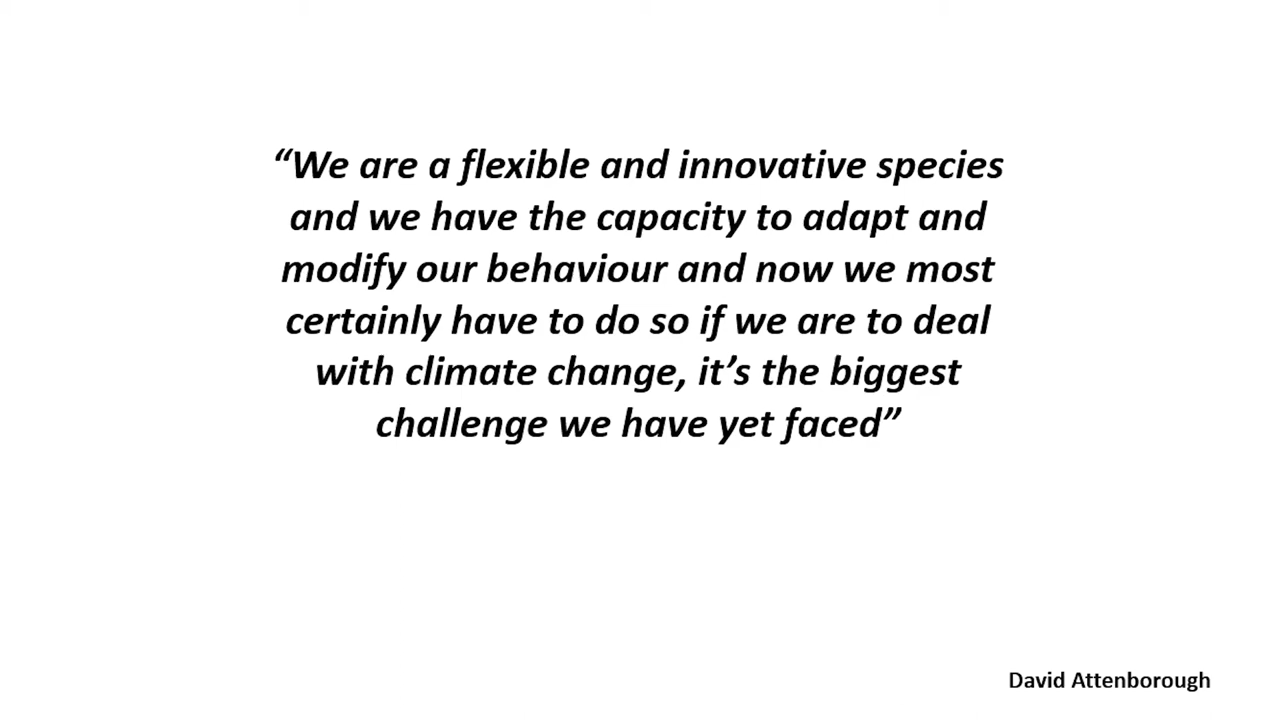 “We are a flexible and innovative species
and we have the capacity to adapt and
modify our behaviour and now we most
certainly have to do so if we are to deal
with climate change, it’s the biggest
challenge we have yet faced”
David Attenborough